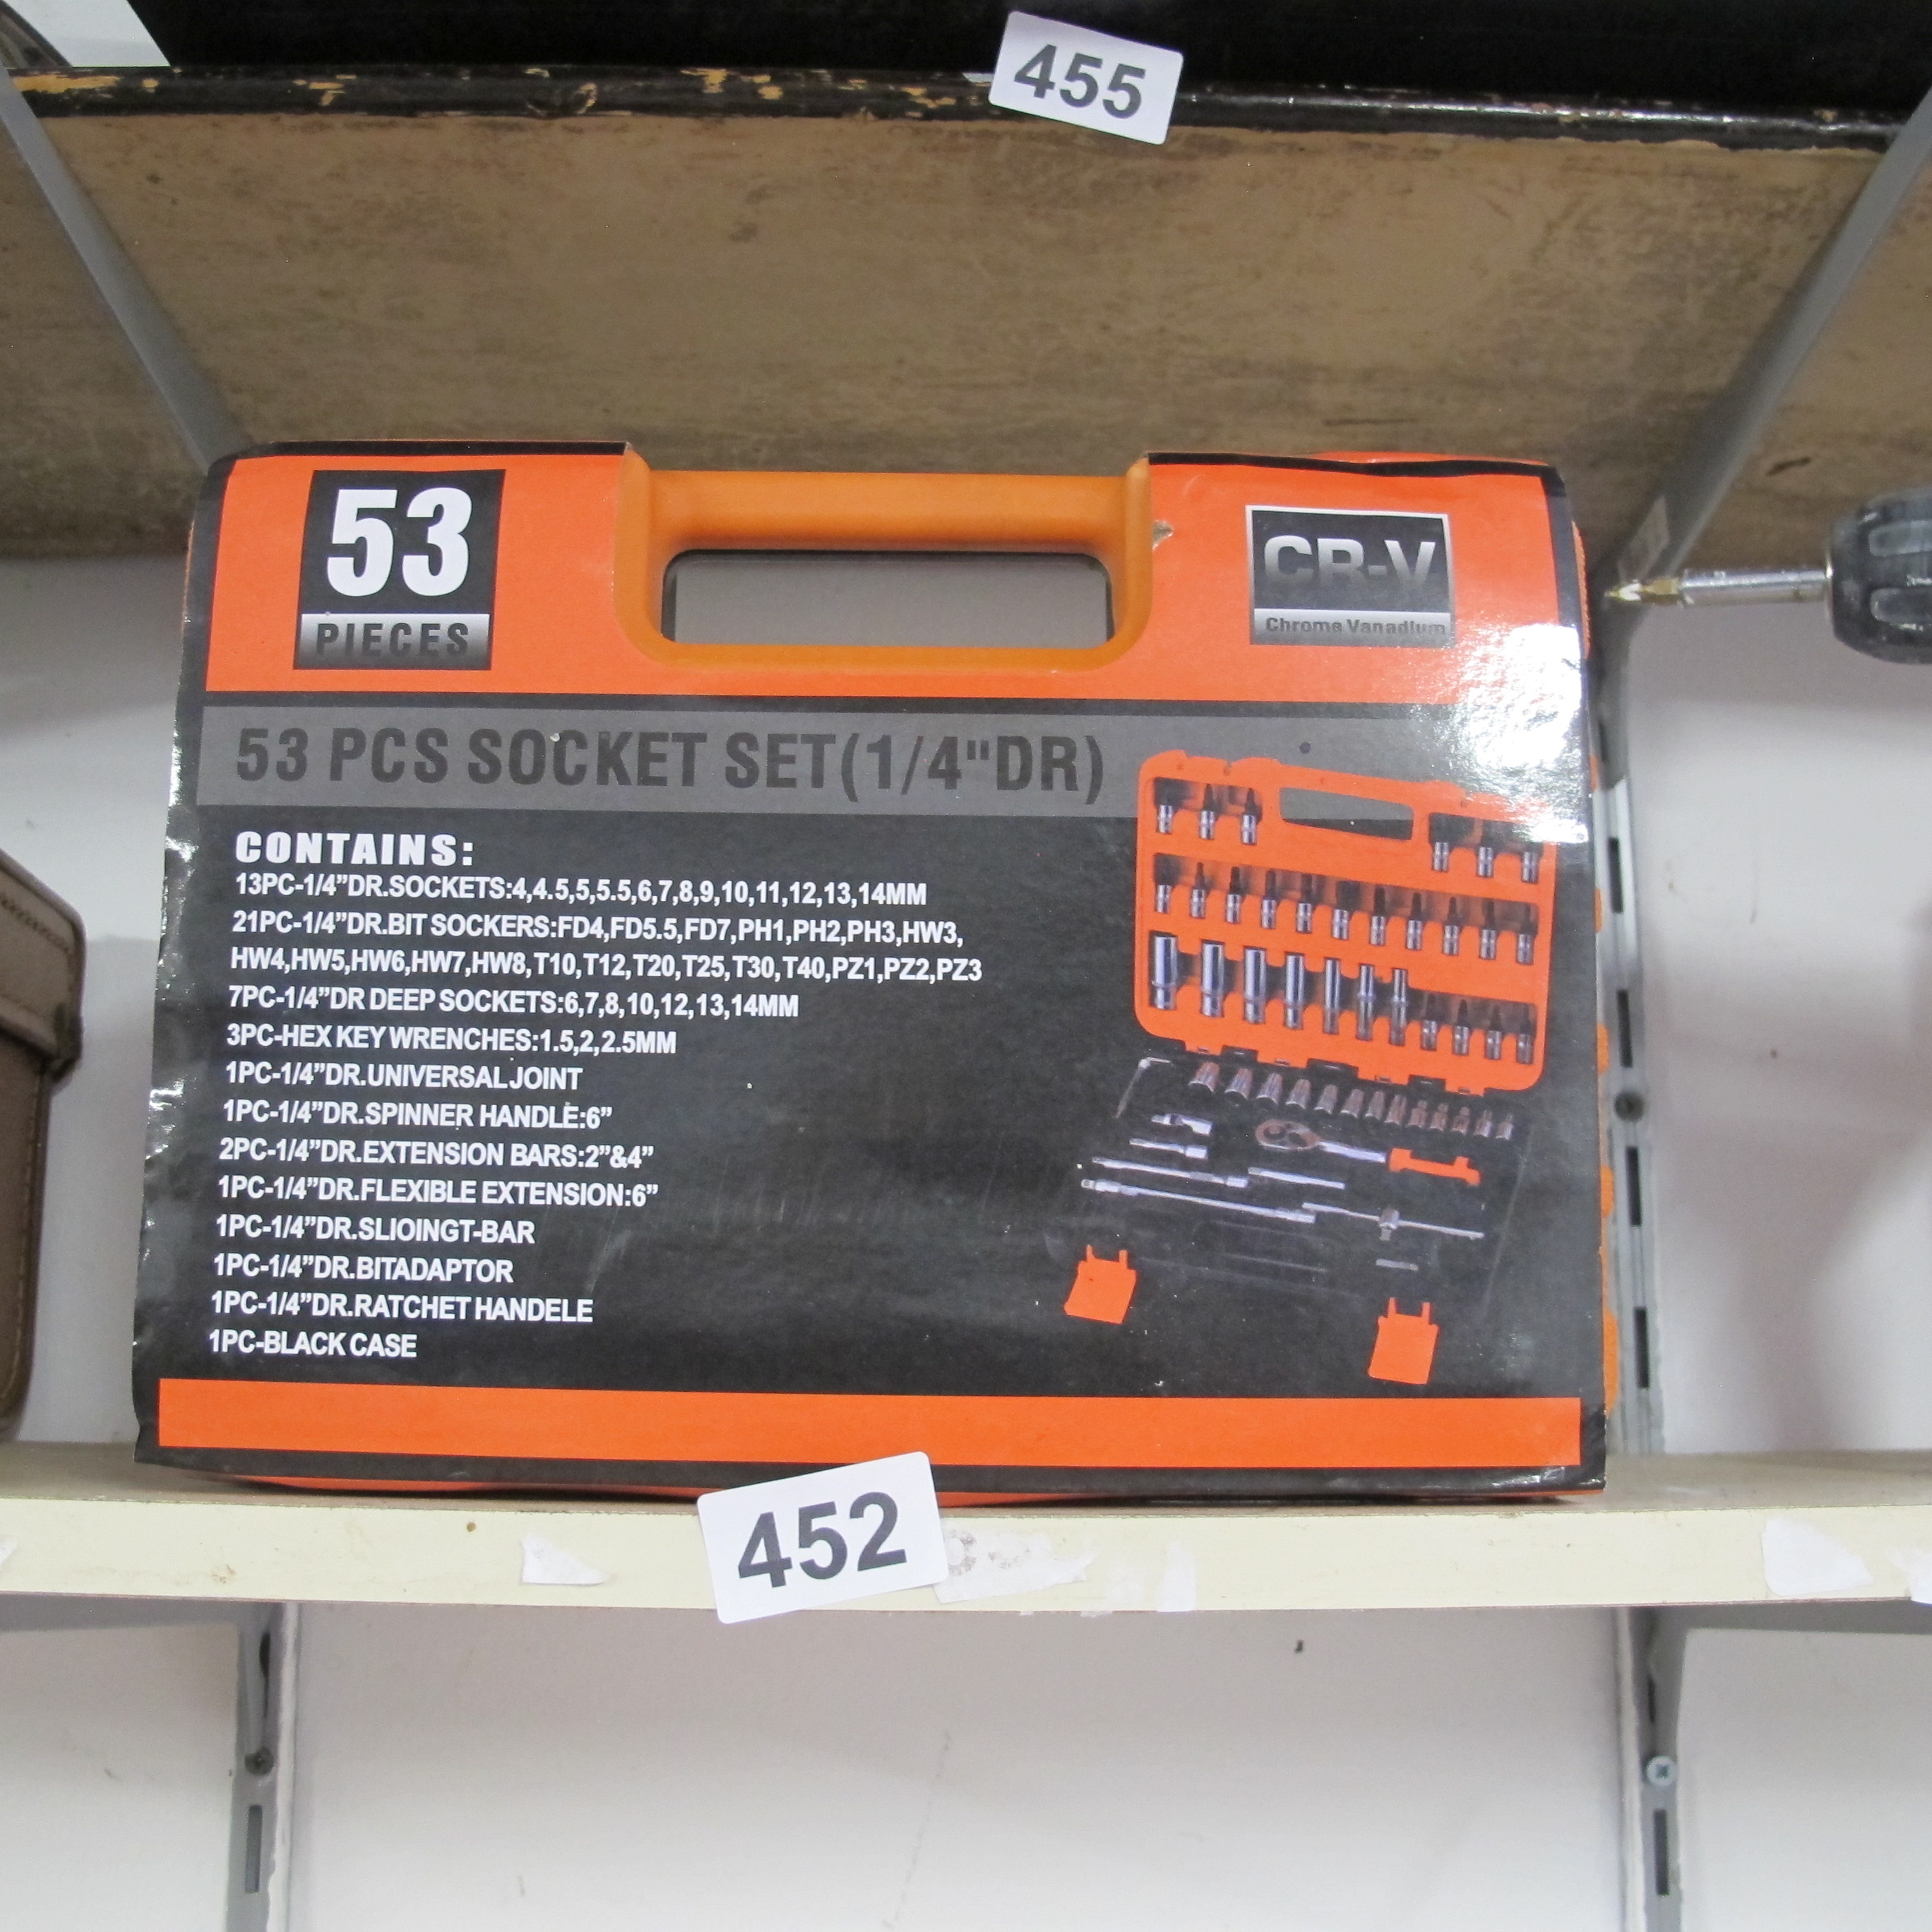 455
53
PIECES
CR-V
Chrome Vanadium
53 PCS SOCKET SET(1/4"DR)
CONTAINS:
13PC-1/4”DR.SOCKETS:4,4.5,5,5.5,6,7,8,9,10,11,12,13,14MM
21PC-1/4”DR.BIT SOCKERS:FD4,FD5.5,FD7,PH1,PH2,PH3,HW3,
HW4,HW5,HW6,HW7,HW8,T10,T12,T20,T25,T30,T40,PZ1,PZ2,PZ3
7PC-1/4”DR DEEP SOCKETS:6,7,8,10,12,13,14MM
3PC-HEX KEY WRENCHES:1.5,2,2.5MM
1PC-1/4”DR.UNIVERSAL JOINT
1PC-1/4”DR.SPINNER HANDLE:6”
2PC-1/4”DR.EXTENSION BARS:2”&4”
1PC-1/4”DR.FLEXIBLE EXTENSION:6”
1PC-1/4”DR.SLIOINGT-BAR
1PC-1/4”DR.BITADAPTOR
1PC-1/4”DR.RATCHET HANDELE
1PC-BLACK CASE
452